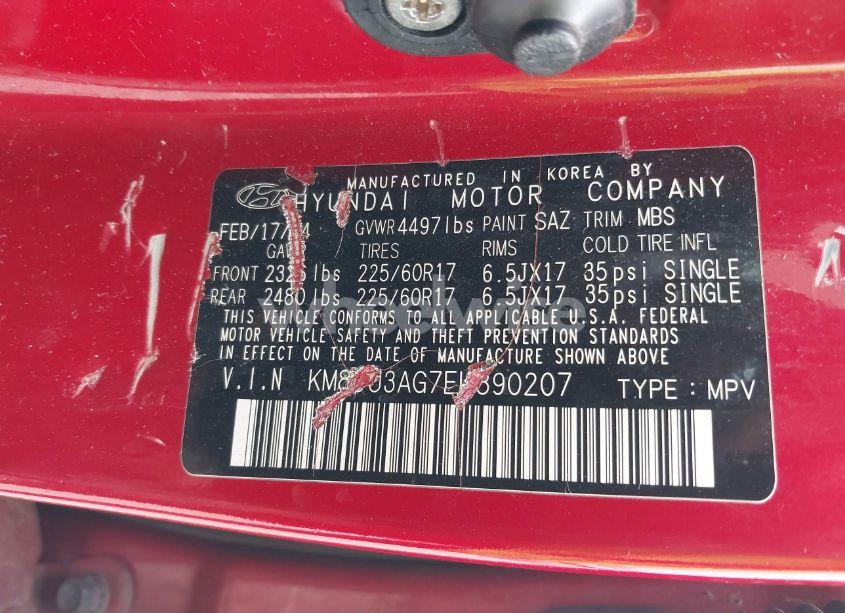 MANUFACTURED IN KOREA BY
HYUNDAI MOTOR COMPANY
GVWR 4497 lbs PAINT SAZ TRIM MBS
TIRES RIMS COLD TIRE INFL
FRONT lbs 225/60R17 6.5JX17 35psi SINGLE
REAR 2480 lbs 225/60R17 6.5JX17 35psi SINGLE
THIS VEHICLE CONFORMS TO ALL APPLICABLE U.S.A. FEDERAL
MOTOR VEHICLE SAFETY AND THEFT PREVENTION STANDARDS
IN EFFECT ON THE DATE OF MANUFACTURE SHOWN ABOVE
V.I.N TYPE : MPV